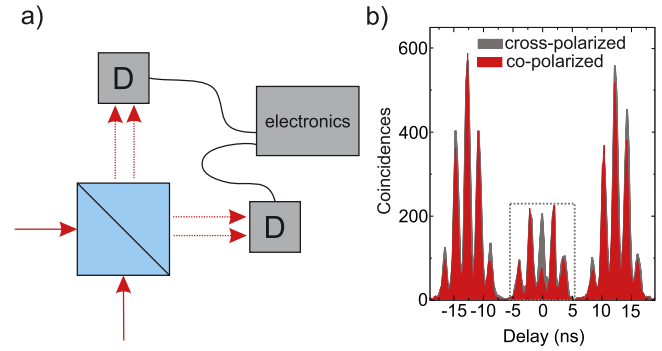 a)
D
electronics
D
b)
cross-polarized
co-polarized
Coincidences
600
400
200
0
-15 -10 -5 0 5 10 15
Delay (ns)